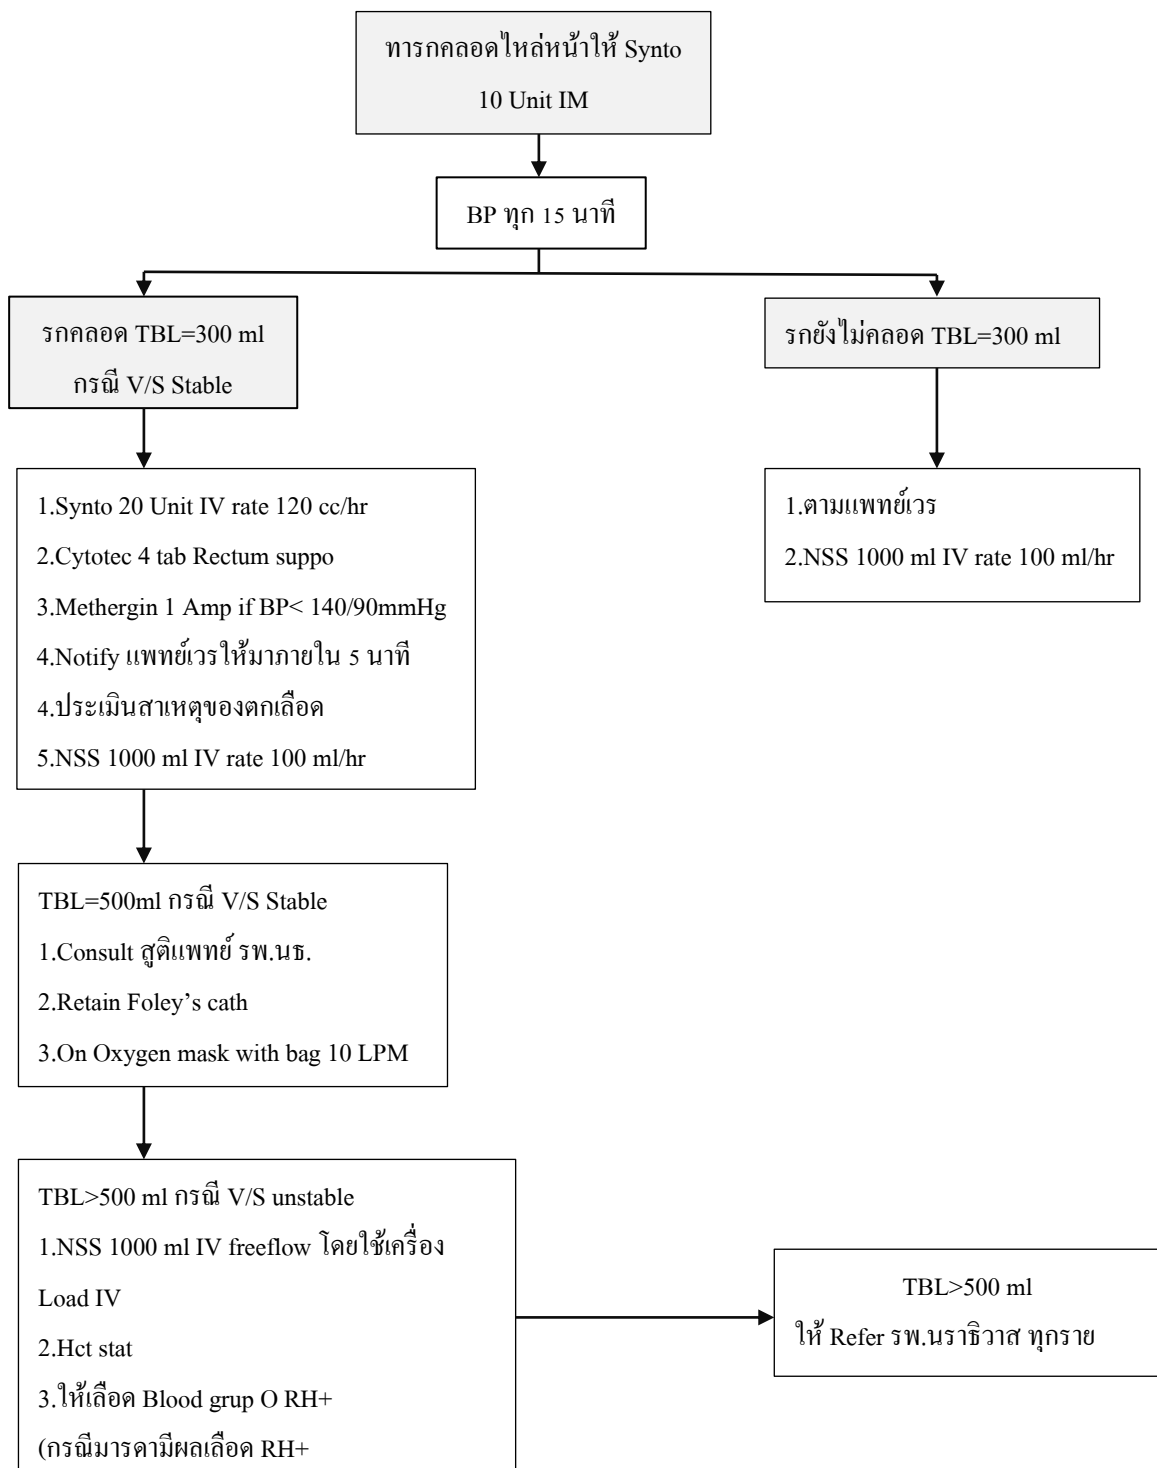 ทารกคลอดไหล่หน้าให้ Synto
10 Unit IM
BP ทุก 15 นาที
รกคลอด TBL=300 ml
กรณี V/S Stable
รกยังไม่คลอด TBL=300 ml
1.Synto 20 Unit IV rate 120 cc/hr
2.Cytotec 4 tab Rectum suppo
3.Methergin 1 Amp if BP< 140/90mmHg
4.Notify แพทย์เวรให้มาภายใน 5 นาที
4.ประเมินสาเหตุของตกเลือด
5.NSS 1000 ml IV rate 100 ml/hr
1.ตามแพทย์เวร
2.NSS 1000 ml IV rate 100 ml/hr
TBL=500ml กรณี V/S Stable
1.Consult สูติแพทย์ รพ.นธ.
2.Retain Foley’s cath
3.On Oxygen mask with bag 10 LPM
TBL>500 ml กรณี V/S unstable
1.NSS 1000 ml IV freeflow โดยใช้เครื่อง
Load IV
2.Hct stat
3.ให้เลือด Blood grup O RH+
(กรณีมารดามีผลเลือด RH+
TBL>500 ml
ให้ Refer รพ.นราธิวาส ทุกราย